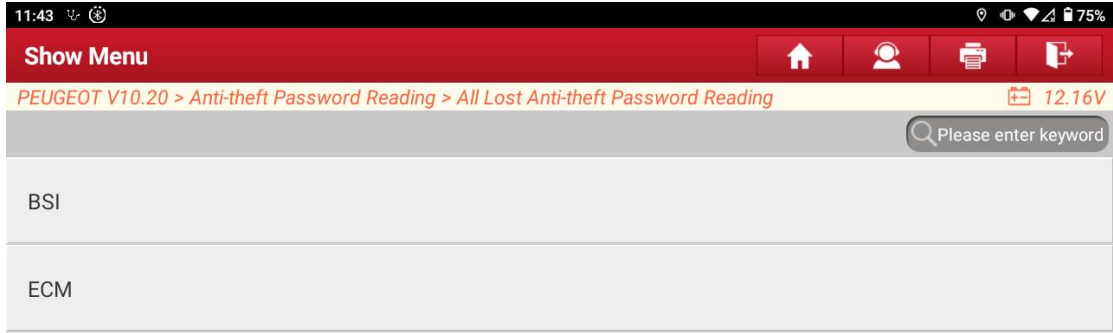 11:43 75%
Show Menu
PEUGEOT V10.20 > Anti-theft Password Reading > All Lost Anti-theft Password Reading 12.16V
Please enter keyword
BSI
ECM